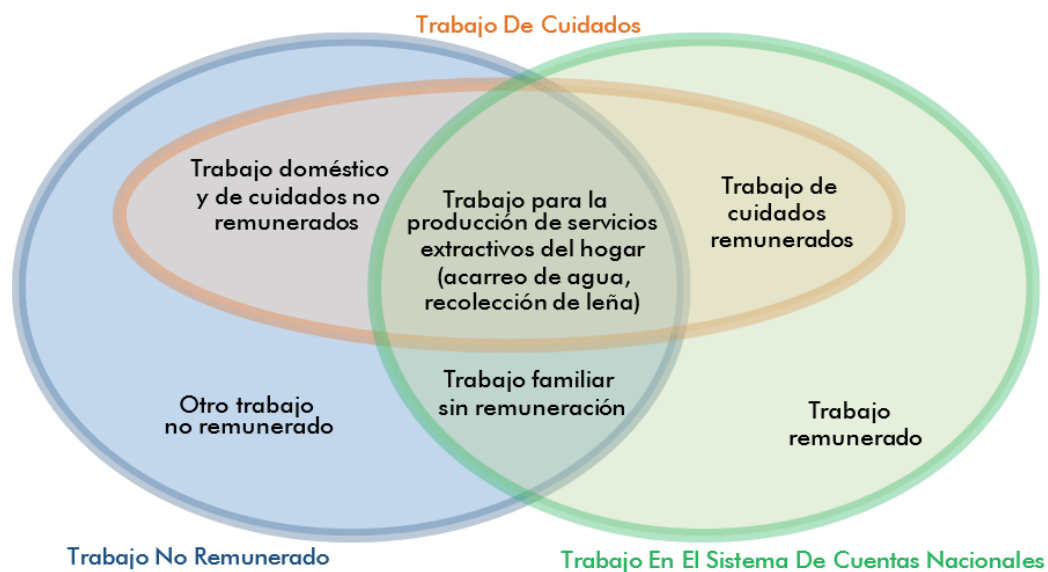 Trabajo De Cuidados
Trabajo doméstico
y de cuidados no
remunerados
Trabajo para la
producción de servicios
extractivos del hogar
(acarreo de agua,
recolección de leña)
Trabajo de
cuidados
remunerados
Otro trabajo
no remunerado
Trabajo familiar
sin remuneración
Trabajo
remunerado
Trabajo No Remunerado
Trabajo En El Sistema De Cuentas Nacionales